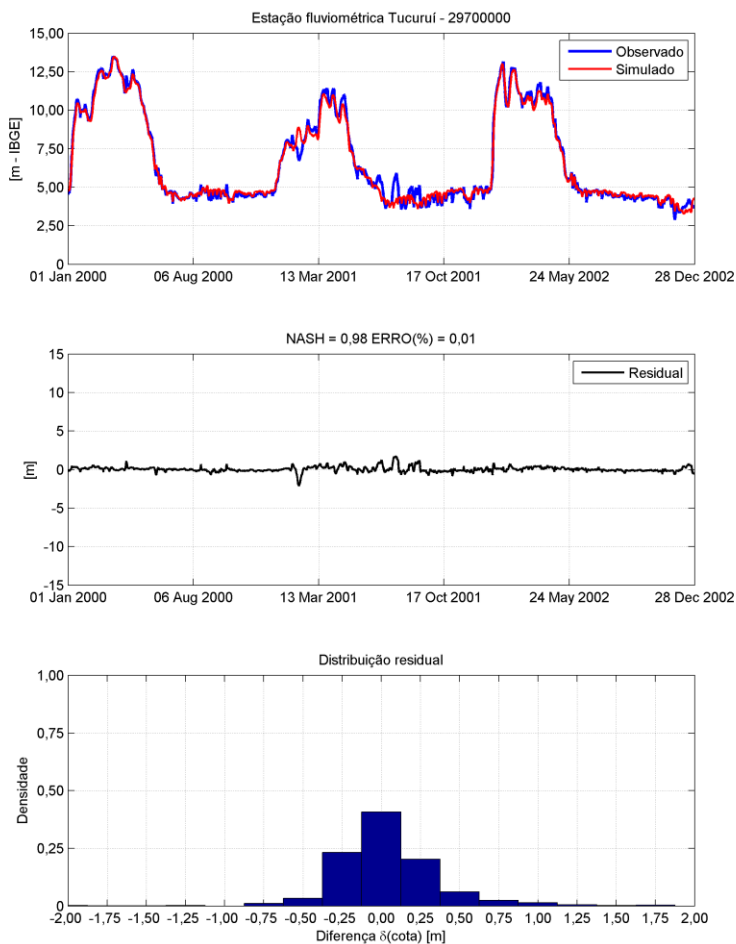 Estação fluviométrica Tucuruí - 29700000
15,00
12,50
10,00
7,50
5,00
2,50
0
[m - IBGE]
Observado
Simulado
01 Jan 2000 06 Aug 2000 13 Mar 2001 17 Oct 2001 24 May 2002 28 Dec 2002
NASH = 0,98 ERRO(%) = 0,01
15
10
5
0
-5
-10
-15
[m]
Residual
01 Jan 2000 06 Aug 2000 13 Mar 2001 17 Oct 2001 24 May 2002 28 Dec 2002
Distribuição residual
1,00
0,75
0,50
0,25
0
Densidade
-2,00 -1,75 -1,50 -1,25 -1,00 -0,75 -0,50 -0,25 0,00 0,25 0,50 0,75 1,00 1,25 1,50 1,75 2,00
Diferença δ(cota) [m]